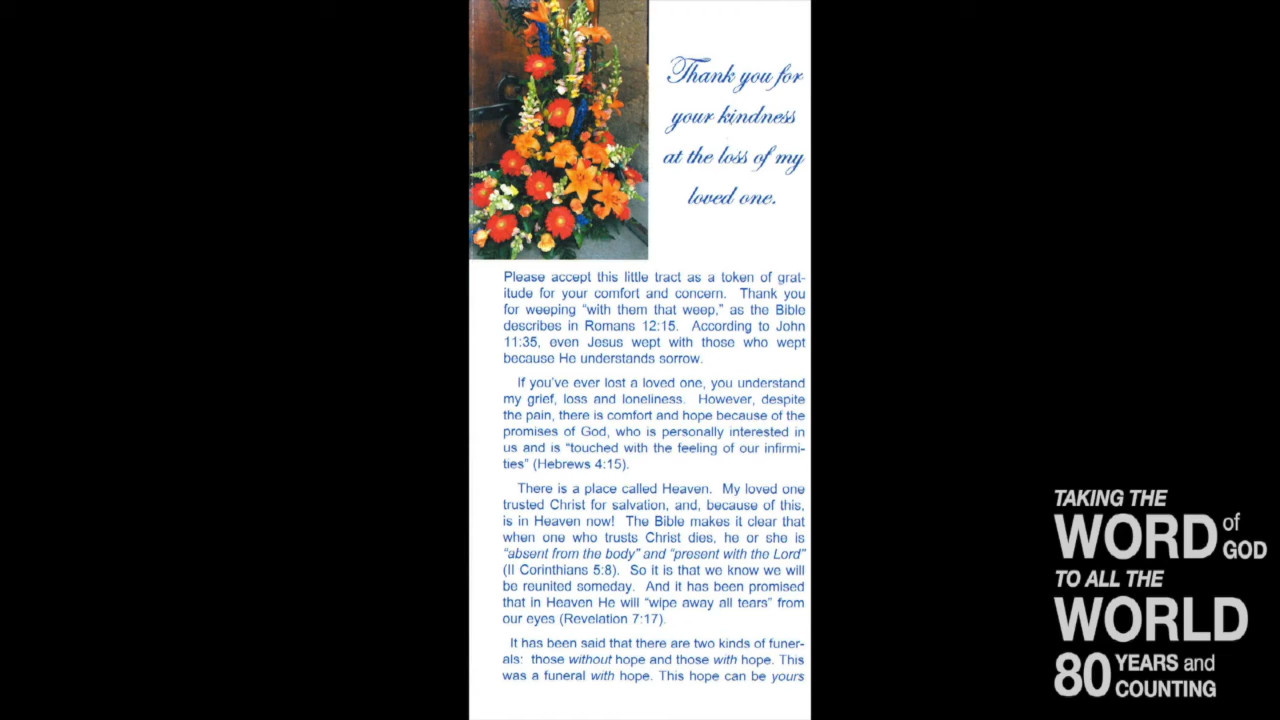 Thank you for
your kindness
at the loss of my
loved one.
Please accept this little tract as a token of grat-
itude for your comfort and concern. Thank you
for weeping “with them that weep,” as the Bible
describes in Romans 12:15. According to John
11:35, even Jesus wept with those who wept
because He understands sorrow.
If you’ve ever lost a loved one, you understand
my grief, loss and loneliness. However, despite
the pain, there is comfort and hope because of the
promises of God, who is personally interested in
us and is “touched with the feeling of our infirmi-
ties” (Hebrews 4:15).
There is a place called Heaven. My loved one
trusted Christ for salvation, and, because of this,
is in Heaven now! The Bible makes it clear that
when one who trusts Christ dies, he or she is
“absent from the body” and “present with the Lord”
(II Corinthians 5:8). So it is that we know we will
be reunited someday. And it has been promised
that in Heaven He will “wipe away all tears” from
our eyes (Revelation 7:17).
It has been said that there are two kinds of funer-
als: those without hope and those with hope. This
was a funeral with hope. This hope can be yours
TAKING THE
WORD of GOD
TO ALL THE
WORLD
80 YEARS and
COUNTING